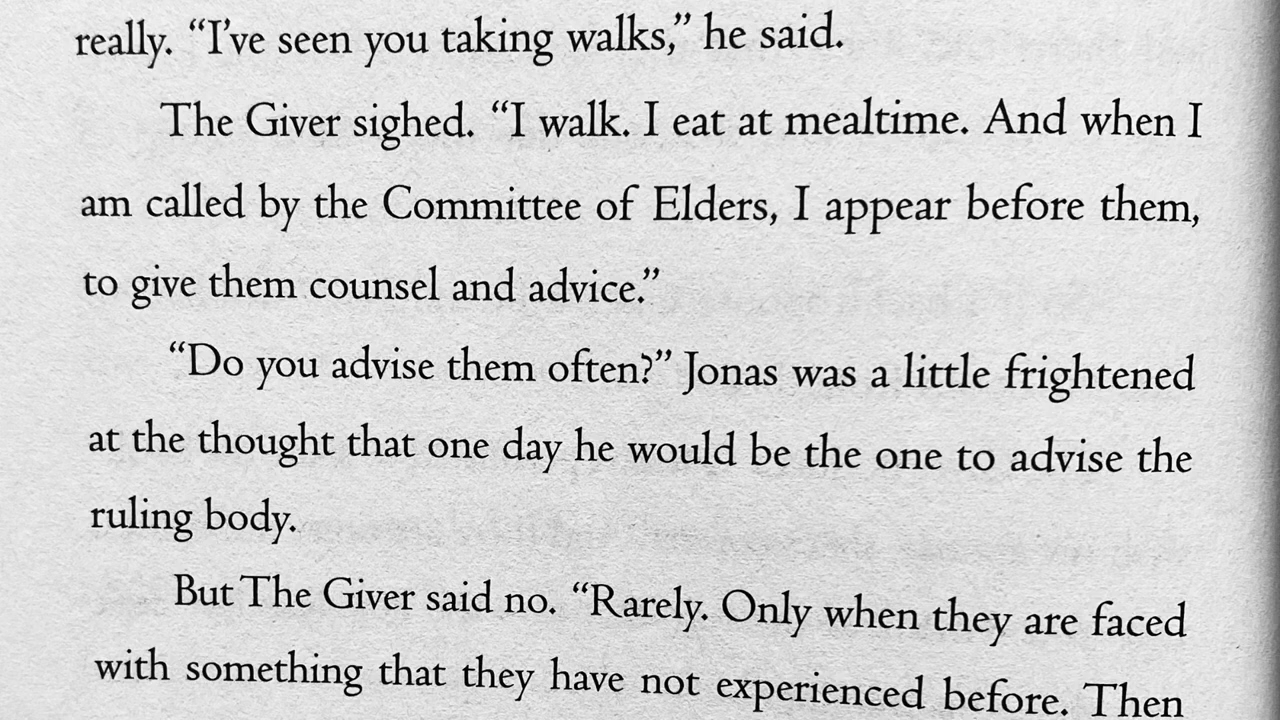 really. “I’ve seen you taking walks,” he said.
The Giver sighed. “I walk. I eat at mealtime. And when I
am called by the Committee of Elders, I appear before them,
to give them counsel and advice.”
“Do you advise them often?” Jonas was a little frightened
at the thought that one day he would be the one to advise the
ruling body.
But The Giver said no. “Rarely. Only when they are faced
with something that they have not experienced before. Then